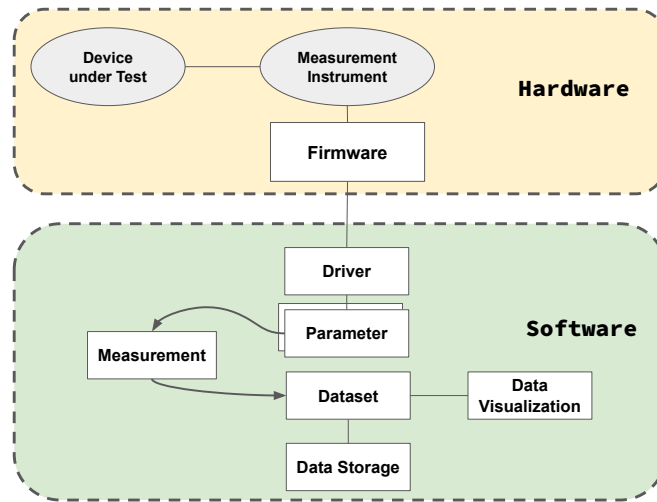 Device
under Test
Measurement
Instrument
Hardware
Firmware
Driver
Parameter
Software
Measurement
Dataset
Data
Visualization
Data Storage